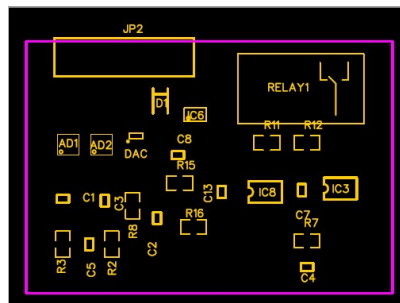 JP2
RELAY1
D1
IC6
R11
R12
AD1
AD2
DAC
C8
R15
C1
C3
R8
C2
C13
R16
IC8
C7
IC3
R7
R3
C5
R2
C4